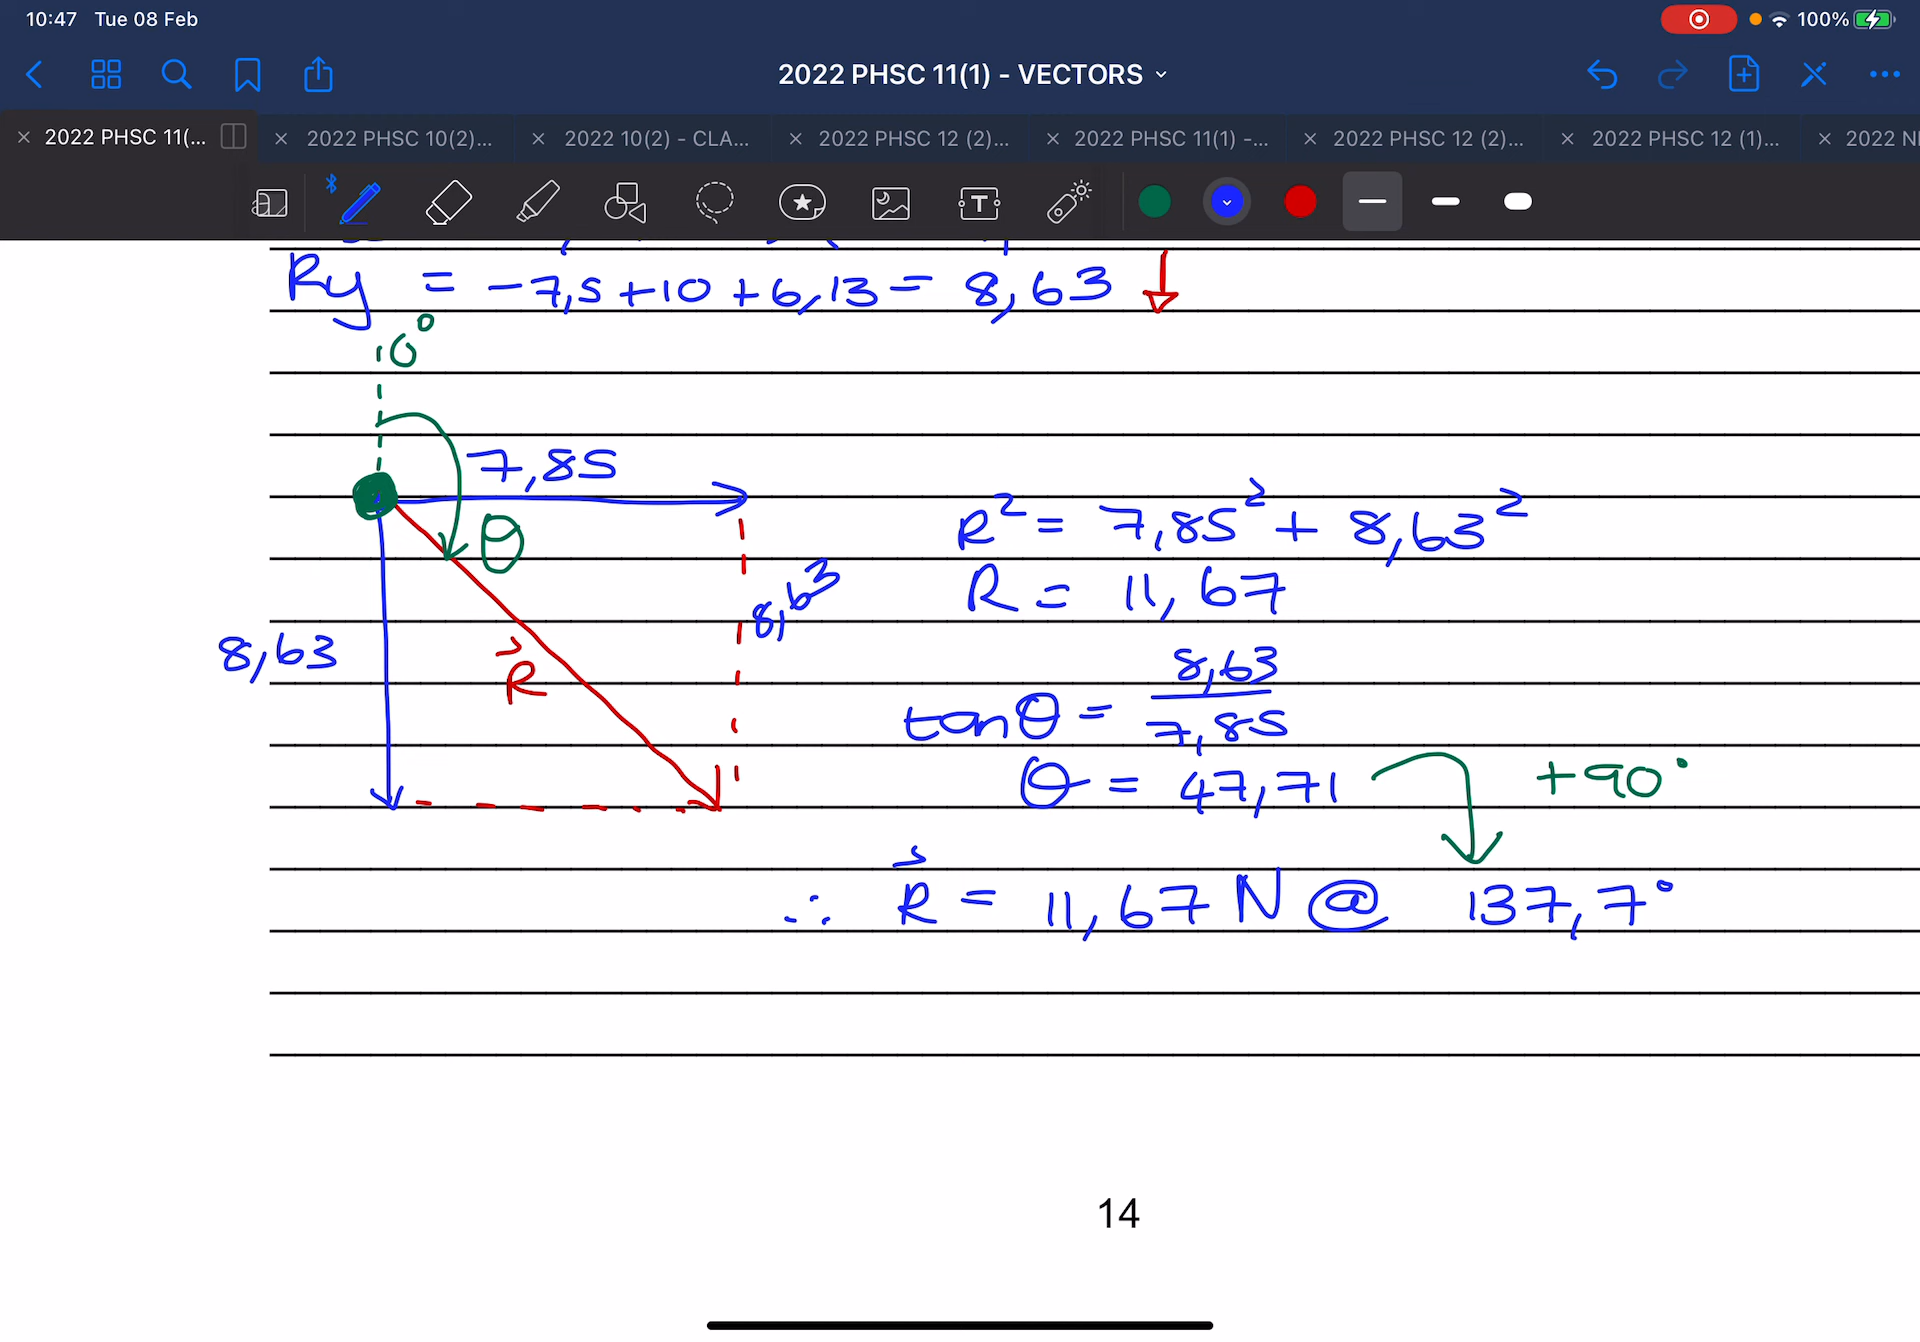 10:47 Tue 08 Feb
100%
2022 PHSC 11(1) - VECTORS
2022 PHSC 11(... 2022 PHSC 10(2)... 2022 10(2) - CLA... 2022 PHSC 12 (2)... 2022 PHSC 11(1) -... 2022 PHSC 12 (2)... 2022 PHSC 12 (1)... 2022 N
T
Ry = -7,5 + 10 + 6,13 = 8,63 ↓
0°
7,85
θ
8,63
8,63
R⃗
R² = 7,85² + 8,63²
R = 11,67
tan θ = 8,63 / 7,85
θ = 47,71 +90°
∴ R⃗ = 11,67 N @ 137,7°
14